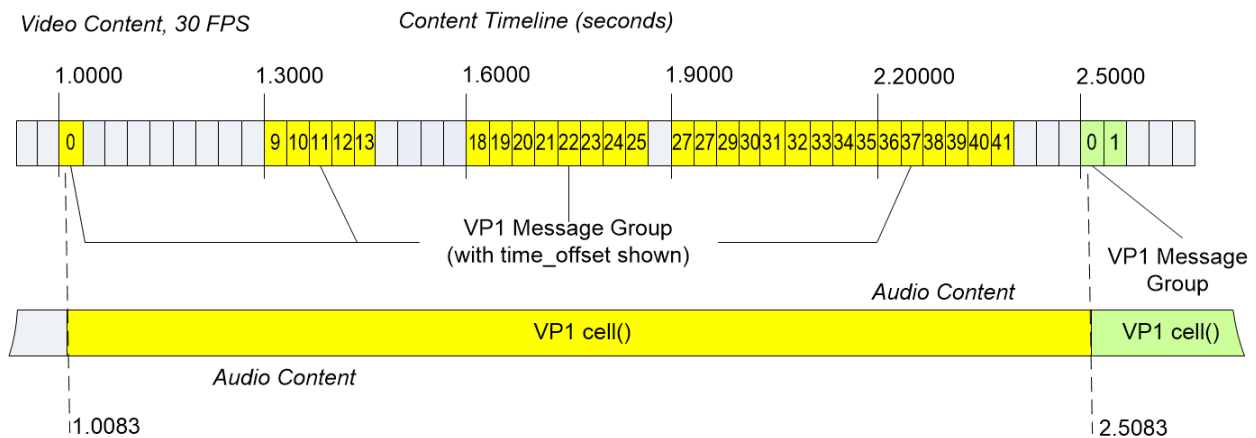 Video Content, 30 FPS
Content Timeline (seconds)
1.0000 1.3000 1.6000 1.9000 2.20000 2.5000
0 9 10 11 12 13 18 19 20 21 22 23 24 25 27 27 29 30 31 32 33 34 35 36 37 38 39 40 41 0 1
VP1 Message Group
(with time_offset shown)
VP1 Message
Group
Audio Content
VP1 cell() VP1 cell()
Audio Content
1.0083 2.5083